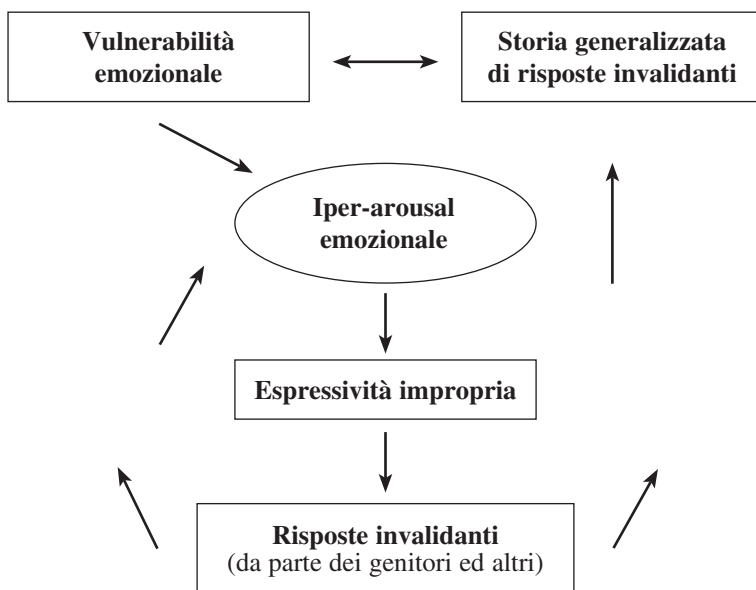 Vulnerabilità
emozionale
Storia generalizzata
di risposte invalidanti
Iper-arousal
emozionale
Espressività impropria
Risposte invalidanti
(da parte dei genitori ed altri)